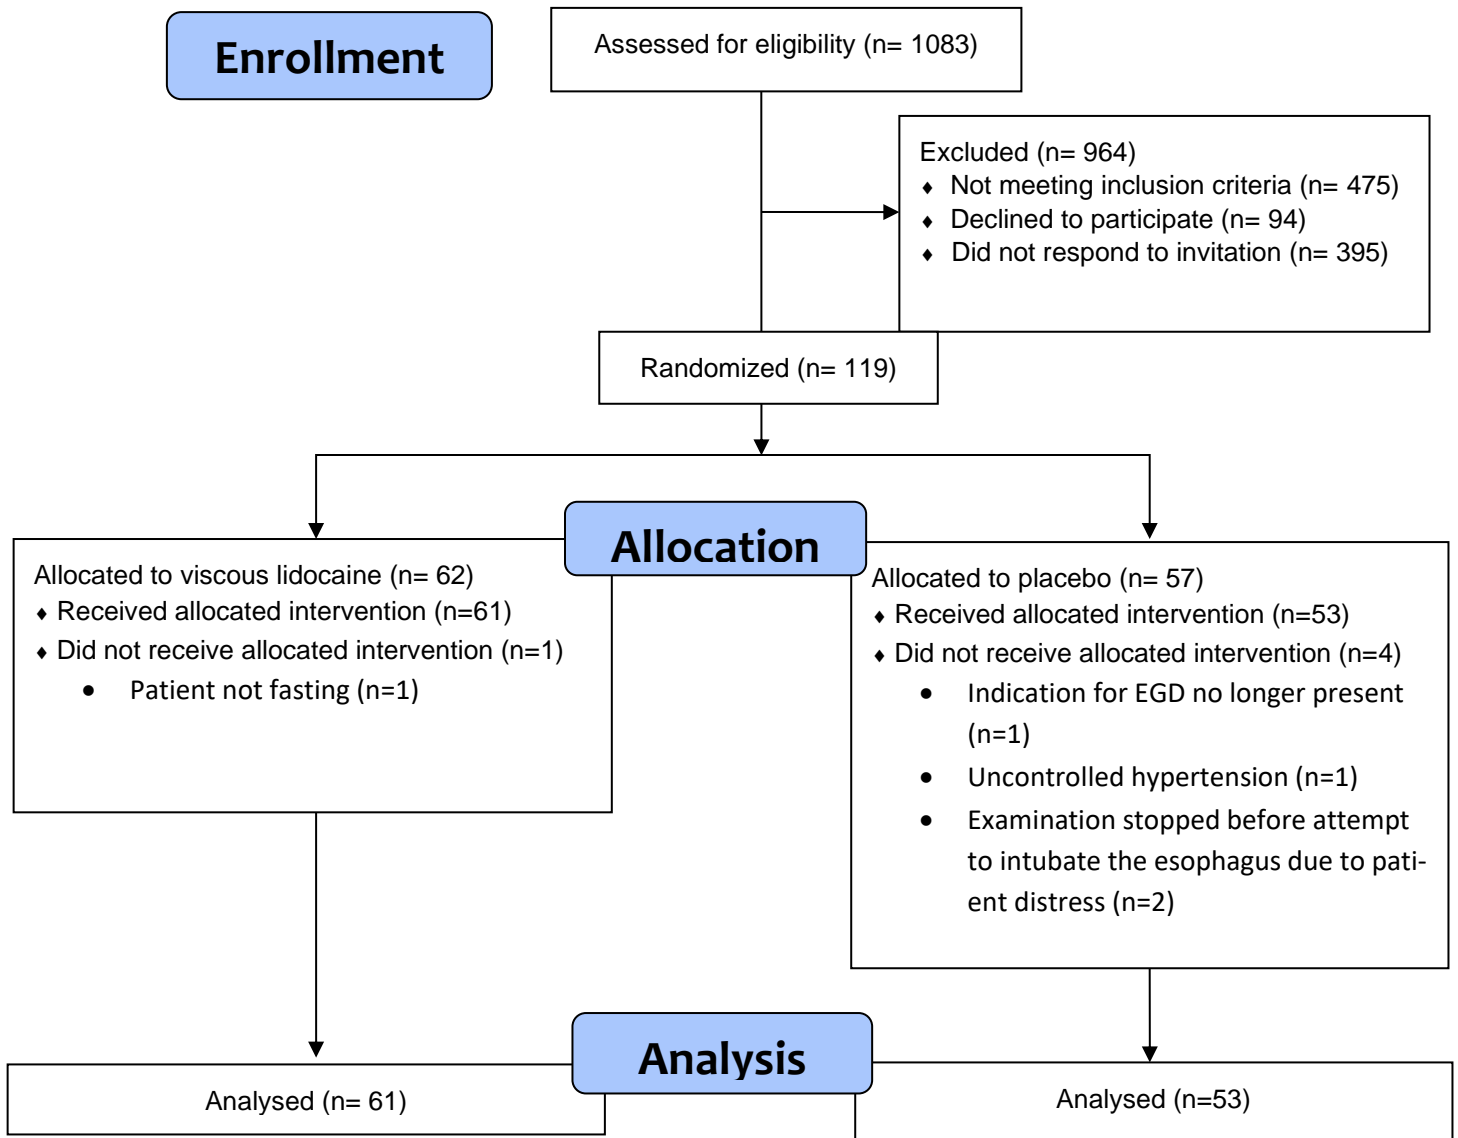 Enrollment
Assessed for eligibility (n= 1083)
Excluded (n= 964)
♦ Not meeting inclusion criteria (n= 475)
♦ Declined to participate (n= 94)
♦ Did not respond to invitation (n= 395)
Randomized (n= 119)
Allocation
Allocated to viscous lidocaine (n= 62)
♦ Received allocated intervention (n=61)
♦ Did not receive allocated intervention (n=1)
• Patient not fasting (n=1)
Allocated to placebo (n= 57)
♦ Received allocated intervention (n=53)
♦ Did not receive allocated intervention (n=4)
• Indication for EGD no longer present
(n=1)
• Uncontrolled hypertension (n=1)
• Examination stopped before attempt
to intubate the esophagus due to pati-
ent distress (n=2)
Analysis
Analysed (n= 61)
Analysed (n=53)